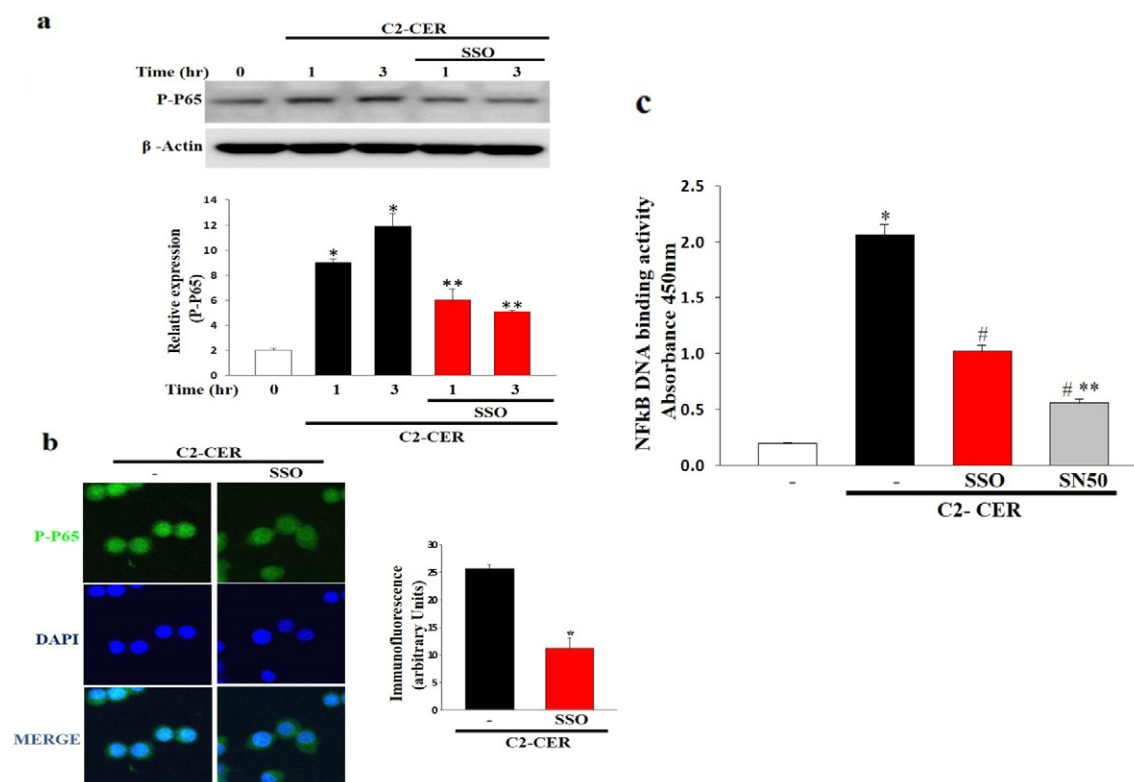 a
C2-CER
SSO
Time (hr) 0 1 3 1 3
P-P65
β -Actin
Relative expression
(P-P65)
14
12
10
8
6
4
2
0
* * ** **
Time (hr) 0 1 3 1 3
SSO
C2-CER
b
C2-CER
- SSO
P-P65
DAPI
MERGE
Immunofluorescence
(arbitrary Units)
30
25
20
15
10
5
0
*
- SSO
C2-CER
c
NFkB DNA binding activity
Absorbance 450nm
2.5
2.0
1.5
1.0
0.5
0.0
* # # **
- - SSO SN50
C2- CER